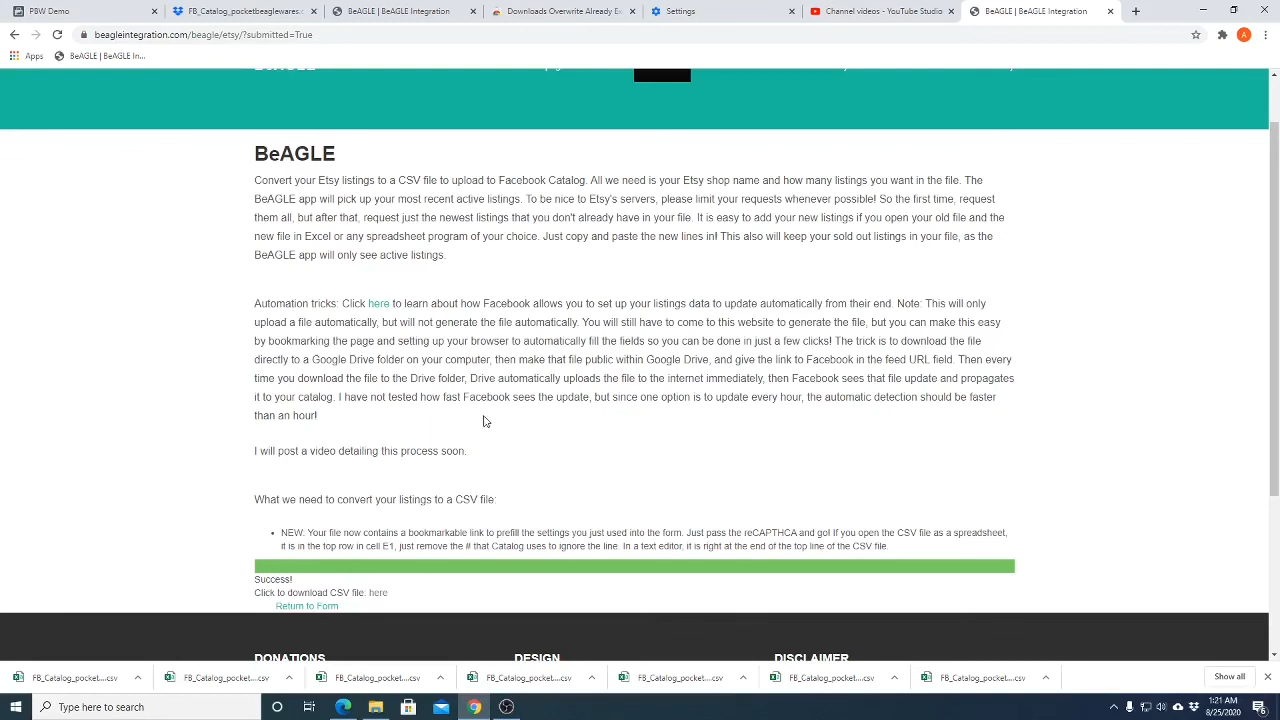 PBW Demo
FB_Catalog_pocketbeaglewares.c
BeAGLE | BeAGLE Integration
Downloads Overwrite Already Ex
Settings
Channel videos - YouTube Studio
BeAGLE | BeAGLE Integration
beagleintegration.com/beagle/etsy/?submitted=True
A
Apps
BeAGLE | BeAGLE In...
BeAGLE
Convert your Etsy listings to a CSV file to upload to Facebook Catalog. All we need is your Etsy shop name and how many listings you want in the file. The
BeAGLE app will pick up your most recent active listings. To be nice to Etsy's servers, please limit your requests whenever possible! So the first time, request
them all, but after that, request just the newest listings that you don't already have in your file. It is easy to add your new listings if you open your old file and the
new file in Excel or any spreadsheet program of your choice. Just copy and paste the new lines in! This also will keep your sold out listings in your file, as the
BeAGLE app will only see active listings.
Automation tricks: Click here to learn about how Facebook allows you to set up your listings data to update automatically from their end. Note: This will only
upload a file automatically, but will not generate the file automatically. You will still have to come to this website to generate the file, but you can make this easy
by bookmarking the page and setting up your browser to automatically fill the fields so you can be done in just a few clicks! The trick is to download the file
directly to a Google Drive folder on your computer, then make that file public within Google Drive, and give the link to Facebook in the feed URL field. Then every
time you download the file to the Drive folder, Drive automatically uploads the file to the internet immediately, then Facebook sees that file update and propagates
it to your catalog. I have not tested how fast Facebook sees the update, but since one option is to update every hour, the automatic detection should be faster
than an hour!
I will post a video detailing this process soon.
What we need to convert your listings to a CSV file:
• NEW: Your file now contains a bookmarkable link to prefill the settings you just used into the form. Just pass the reCAPTHCA and go! If you open the CSV file as a spreadsheet,
it is in the top row in cell E1, just remove the # that Catalog uses to ignore the line. In a text editor, it is right at the end of the top line of the CSV file.
Success!
Click to download CSV file: here
Return to Form
DONATIONS
DESIGN
DISCLAIMER
FB_Catalog_pocket....csv
FB_Catalog_pocket....csv
FB_Catalog_pocket....csv
FB_Catalog_pocket....csv
FB_Catalog_pocket....csv
FB_Catalog_pocket....csv
FB_Catalog_pocket....csv
Show all
Type here to search
1:21 AM
8/25/2020